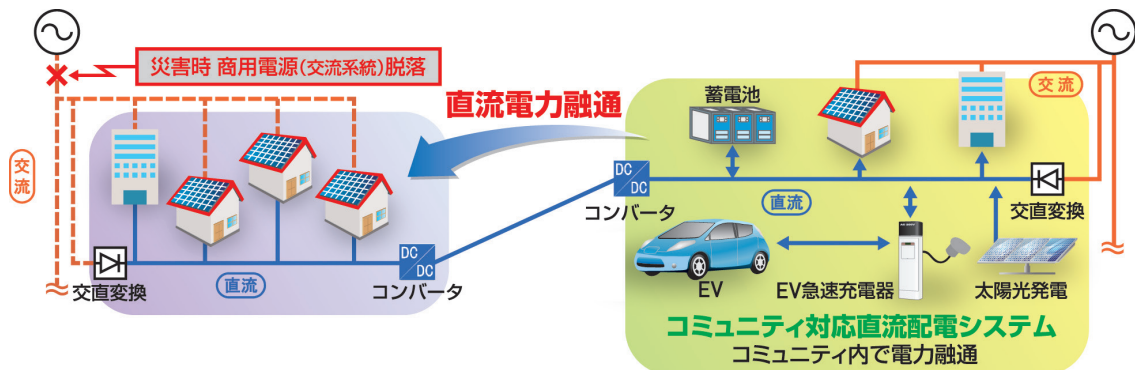 災害時 商用電源(交流系統)脱落
交流
交直変換
直流
DC
DC
コンバータ
直流電力融通
蓄電池
交流
DC
DC
コンバータ
直流
交直変換
EV
EV急速充電器
太陽光発電
コミュニティ対応直流配電システム
コミュニティ内で電力融通